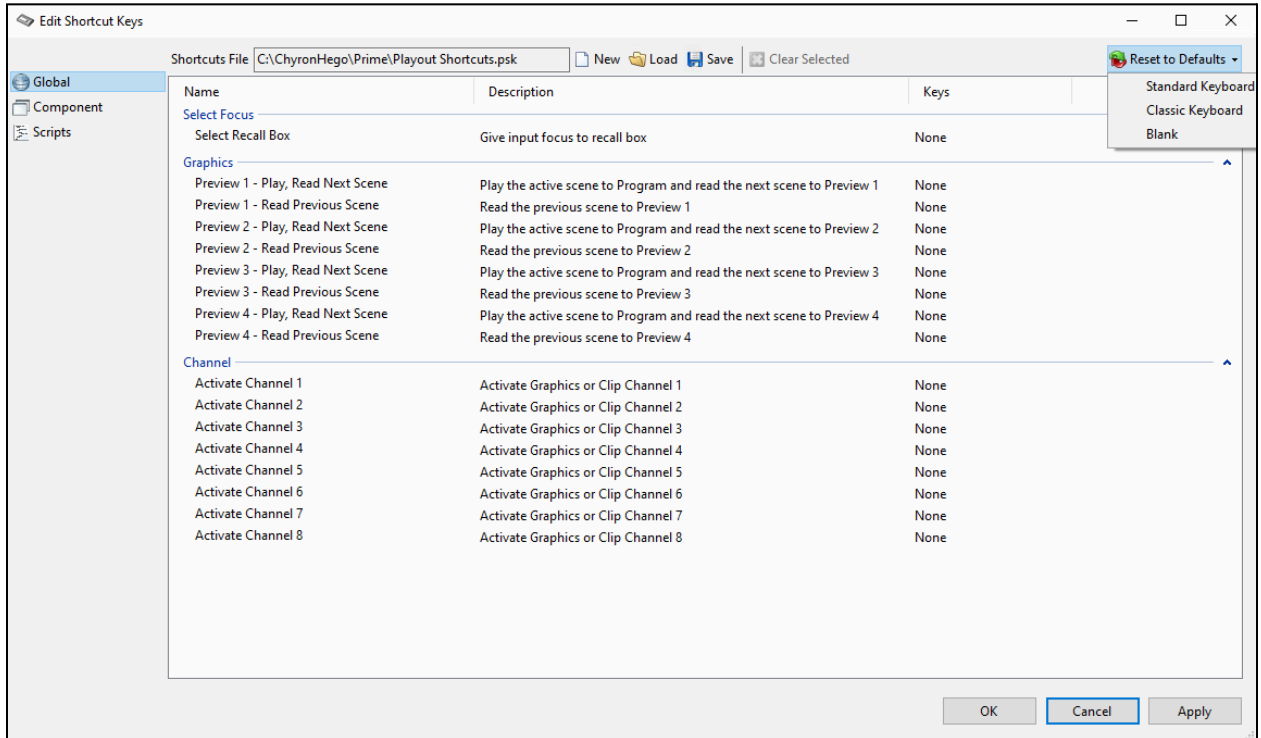 Edit Shortcut Keys
Shortcuts File C:\ChyronHego\Prime\Playout Shortcuts.psk New Load Save Clear Selected Reset to Defaults
Global
Component
Scripts
Standard Keyboard
Classic Keyboard
Blank
Name Description Keys
Select Focus
Select Recall Box Give input focus to recall box None
Graphics
Preview 1 - Play, Read Next Scene Play the active scene to Program and read the next scene to Preview 1 None
Preview 1 - Read Previous Scene Read the previous scene to Preview 1 None
Preview 2 - Play, Read Next Scene Play the active scene to Program and read the next scene to Preview 2 None
Preview 2 - Read Previous Scene Read the previous scene to Preview 2 None
Preview 3 - Play, Read Next Scene Play the active scene to Program and read the next scene to Preview 3 None
Preview 3 - Read Previous Scene Read the previous scene to Preview 3 None
Preview 4 - Play, Read Next Scene Play the active scene to Program and read the next scene to Preview 4 None
Preview 4 - Read Previous Scene Read the previous scene to Preview 4 None
Channel
Activate Channel 1 Activate Graphics or Clip Channel 1 None
Activate Channel 2 Activate Graphics or Clip Channel 2 None
Activate Channel 3 Activate Graphics or Clip Channel 3 None
Activate Channel 4 Activate Graphics or Clip Channel 4 None
Activate Channel 5 Activate Graphics or Clip Channel 5 None
Activate Channel 6 Activate Graphics or Clip Channel 6 None
Activate Channel 7 Activate Graphics or Clip Channel 7 None
Activate Channel 8 Activate Graphics or Clip Channel 8 None
OK Cancel Apply